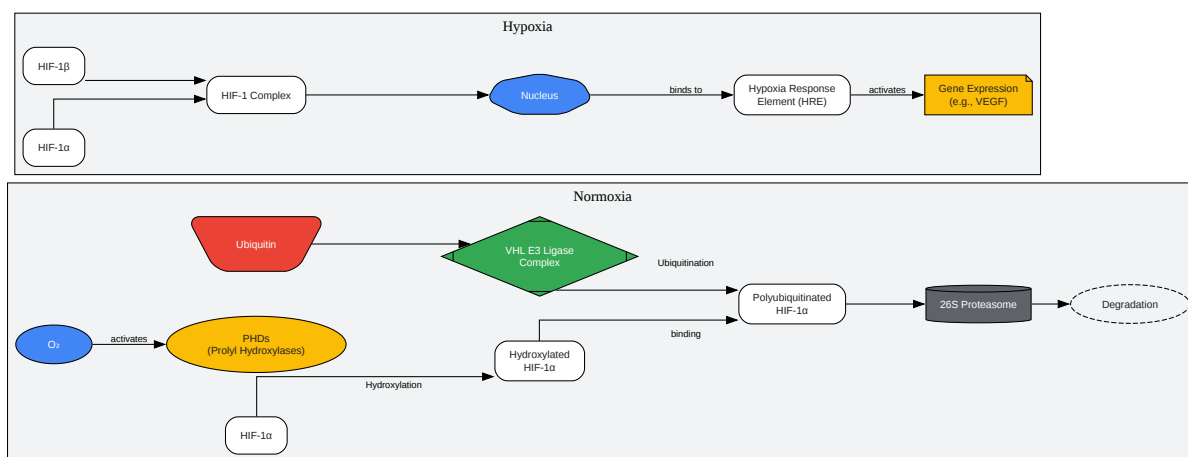 Hypoxia
HIF-1β
HIF-1α
HIF-1 Complex
Nucleus
binds to
Hypoxia Response
Element (HRE)
activates
Gene Expression
(e.g., VEGF)
Normoxia
Ubiquitin
VHL E3 Ligase
Complex
Ubiquitination
O₂
activates
PHDs
(Prolyl Hydroxylases)
HIF-1α
Hydroxylation
Hydroxylated
HIF-1α
binding
Polyubiquitinated
HIF-1α
26S Proteasome
Degradation